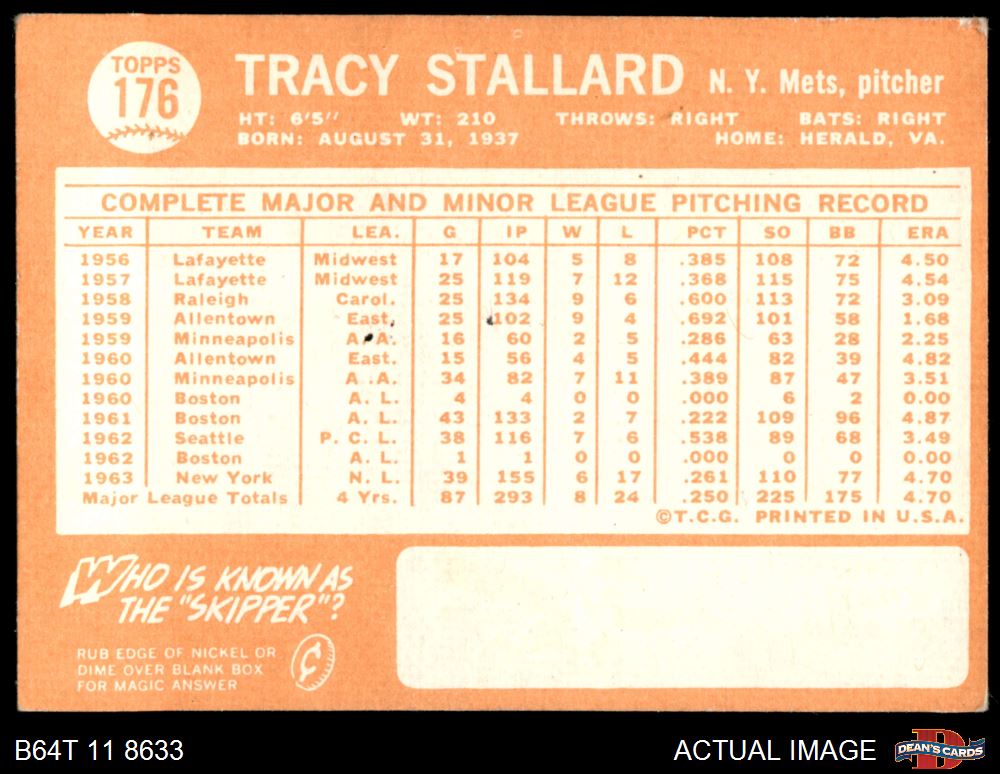 TOPPS
176
TRACY STALLARD N. Y. Mets, pitcher
HT: 6'5" WT: 210 THROWS: RIGHT BATS: RIGHT
BORN: AUGUST 31, 1937 HOME: HERALD, VA.
COMPLETE MAJOR AND MINOR LEAGUE PITCHING RECORD
YEAR TEAM LEA. G IP W L PCT SO BB ERA
1956 Lafayette Midwest 17 104 5 8 .385 108 72 4.50
1957 Lafayette Midwest 25 119 7 12 .368 115 75 4.54
1958 Raleigh Carol. 25 134 9 6 .600 113 72 3.09
1959 Allentown East. 25 102 9 4 .692 101 58 1.68
1959 Minneapolis A. A. 16 60 2 5 .286 63 28 2.25
1960 Allentown East. 15 56 4 5 .444 82 39 4.82
1960 Minneapolis A. A. 34 82 7 11 .389 87 47 3.51
1960 Boston A. L. 4 4 0 0 .000 6 2 0.00
1961 Boston A. L. 43 133 2 7 .222 109 96 4.87
1962 Seattle P. C. L. 38 116 7 6 .538 89 68 3.49
1962 Boston A. L. 1 1 0 0 .000 0 0 0.00
1963 New York N. L. 39 155 6 17 .261 110 77 4.70
Major League Totals 4 Yrs. 87 293 8 24 .250 225 175 4.70
©T.C.G. PRINTED IN U.S.A.
WHO IS KNOWN AS
THE "SKIPPER"?
RUB EDGE OF NICKEL OR
DIME OVER BLANK BOX
FOR MAGIC ANSWER
¢
B64T 11 8633 ACTUAL IMAGE DEAN'S CARDS